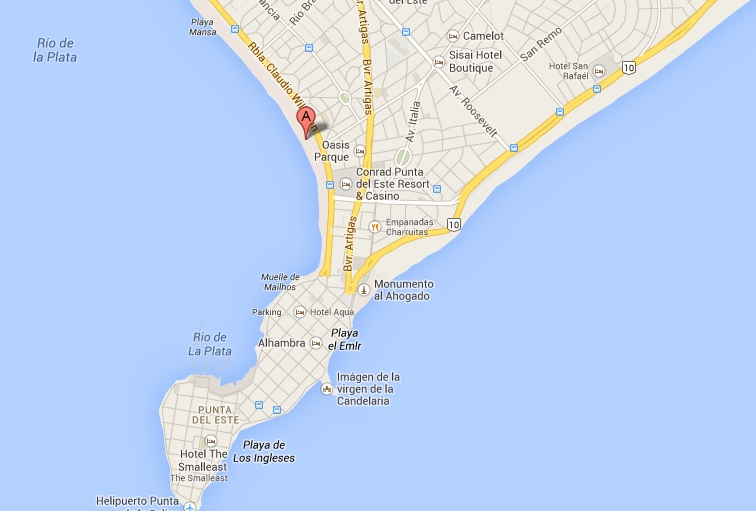 del Este
Playa
Mansa
ancia
Río Bra
Río de
la Plata
Camelot
San Remo
Sisai Hotel
Boutique
Hotel San
Rafaél
10
Rbla. Claudio Wil
n
Bvr. Artigas
r. Artigas
Av. Italia
Av. Roosevelt
A
Oasis
Parque
Conrad Punta
del Este Resort
& Casino
Empanadas
Charruitas
10
Bvr. Artigas
Muelle de
Mailhos
Monumento
al Ahogado
Parking
Hotel Aqua
Río de
La Plata
Alhambra
Playa
el Emlr
Imágen de la
virgen de la
Candelaria
PUNTA
DEL ESTE
Playa de
Los Ingleses
Hotel The
Smalleast
The Smalleast
Helipuerto Punta